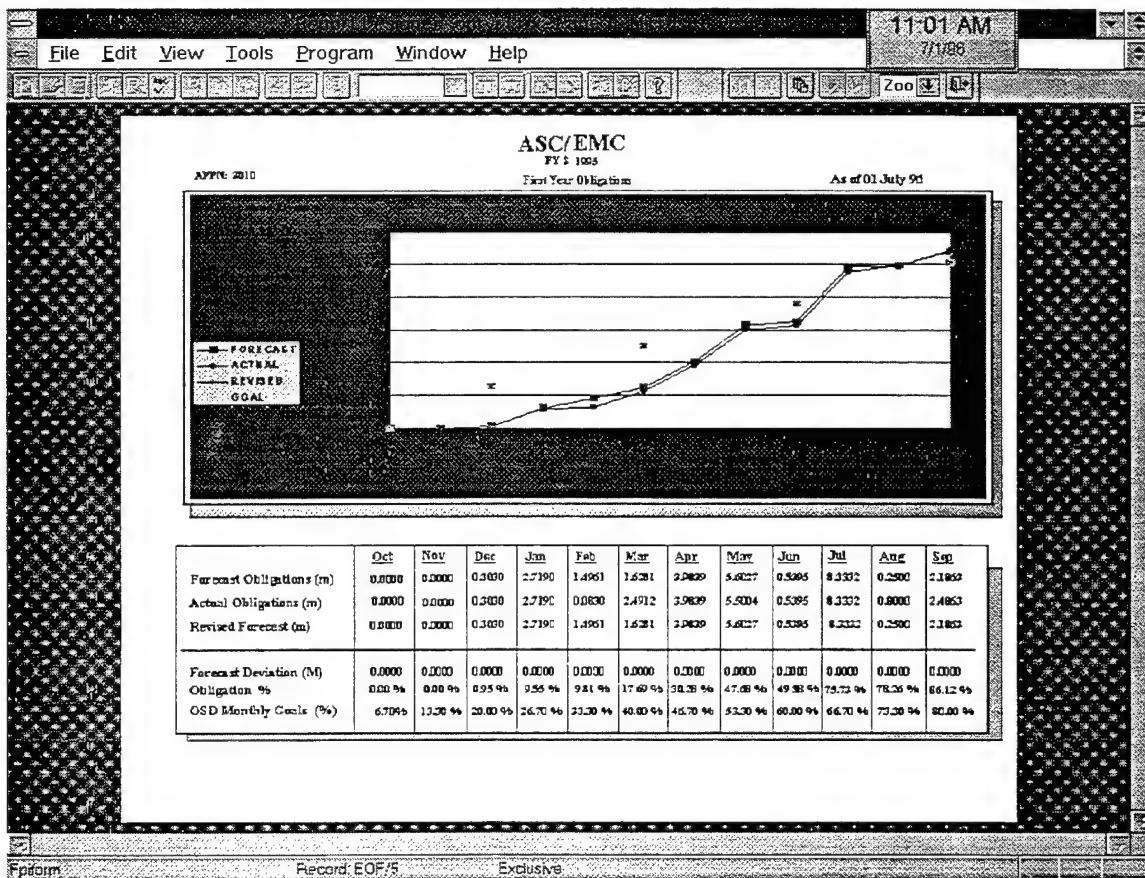 11:01 AM
7/1/96
File Edit View Tools Program Window Help
Zoo
ASC/EMC
FY $ 1995
APPN: 3010
First Year Obligations
As of 01 July 96
FORECAST
ACTUAL
REVISED
GOAL
Oct Nov Dec Jan Feb Mar Apr May Jun Jul Aug Sep
Forecast Obligations (m) 0.0000 0.0000 0.3030 2.7190 1.4961 1.6281 3.9839 5.6027 0.5395 8.3332 0.2500 2.1863
Actual Obligations (m) 0.0000 0.0000 0.3030 2.7190 0.0830 2.4912 3.9839 5.5004 0.5395 8.3332 0.8000 2.4863
Revised Forecast (m) 0.0000 0.0000 0.3030 2.7190 1.4961 1.6281 3.9839 5.6027 0.5395 8.3332 0.2500 2.1863
Forecast Deviation (M) 0.0000 0.0000 0.0000 0.0000 0.0000 0.0000 0.0000 0.0000 0.0000 0.0000 0.0000 0.0000
Obligation % 0.00 % 0.00 % 0.95 % 9.55 % 9.81 % 17.69 % 30.28 % 47.68 % 49.38 % 75.73 % 78.26 % 86.12 %
OSD Monthly Goals (%) 6.70% 13.30 % 20.00 % 26.70 % 33.30 % 40.00 % 46.70 % 53.30 % 60.00 % 66.70 % 73.30 % 80.00 %
Record: EOF/5 Exclusive